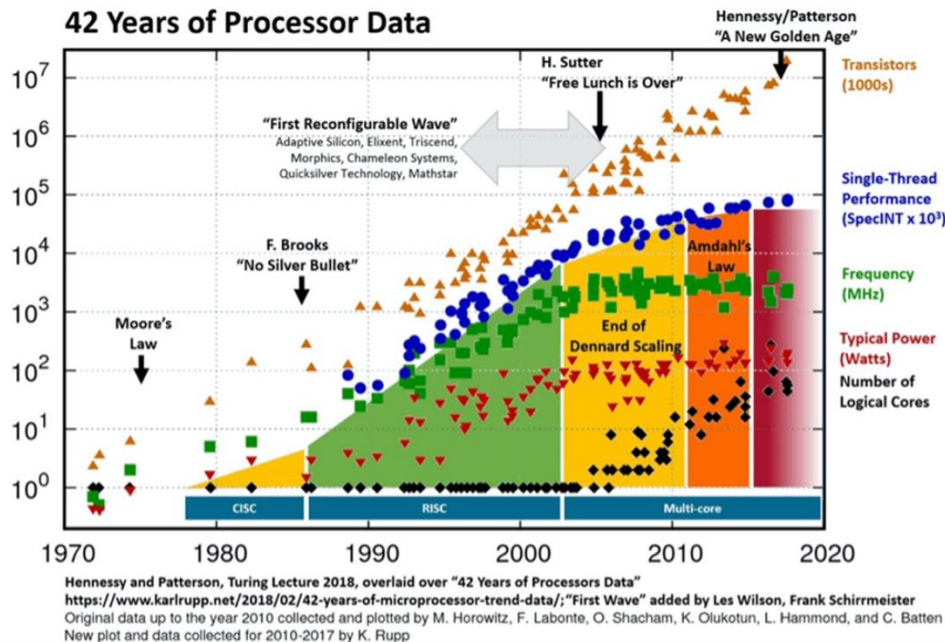 42 Years of Processor Data
Hennessy/Patterson
“A New Golden Age”
H. Sutter
“Free Lunch is Over”
“First Reconfigurable Wave”
Adaptive Silicon, Elixent, Triscend,
Morphics, Chameleon Systems,
Quicksilver Technology, Mathstar
F. Brooks
“No Silver Bullet”
Moore’s
Law
Amdahl’s
Law
End of
Dennard Scaling
Transistors
(1000s)
Single-Thread
Performance
(SpecINT x 10³)
Frequency
(MHz)
Typical Power
(Watts)
Number of
Logical Cores
10⁷
10⁶
10⁵
10⁴
10³
10²
10¹
10⁰
CISC RISC Multi-core
1970 1980 1990 2000 2010 2020
Hennessy and Patterson, Turing Lecture 2018, overlaid over “42 Years of Processors Data”
https://www.karlrupp.net/2018/02/42-years-of-microprocessor-trend-data/;“First Wave” added by Les Wilson, Frank Schirrmeister
Original data up to the year 2010 collected and plotted by M. Horowitz, F. Labonte, O. Shacham, K. Olukotun, L. Hammond, and C. Batten
New plot and data collected for 2010-2017 by K. Rupp